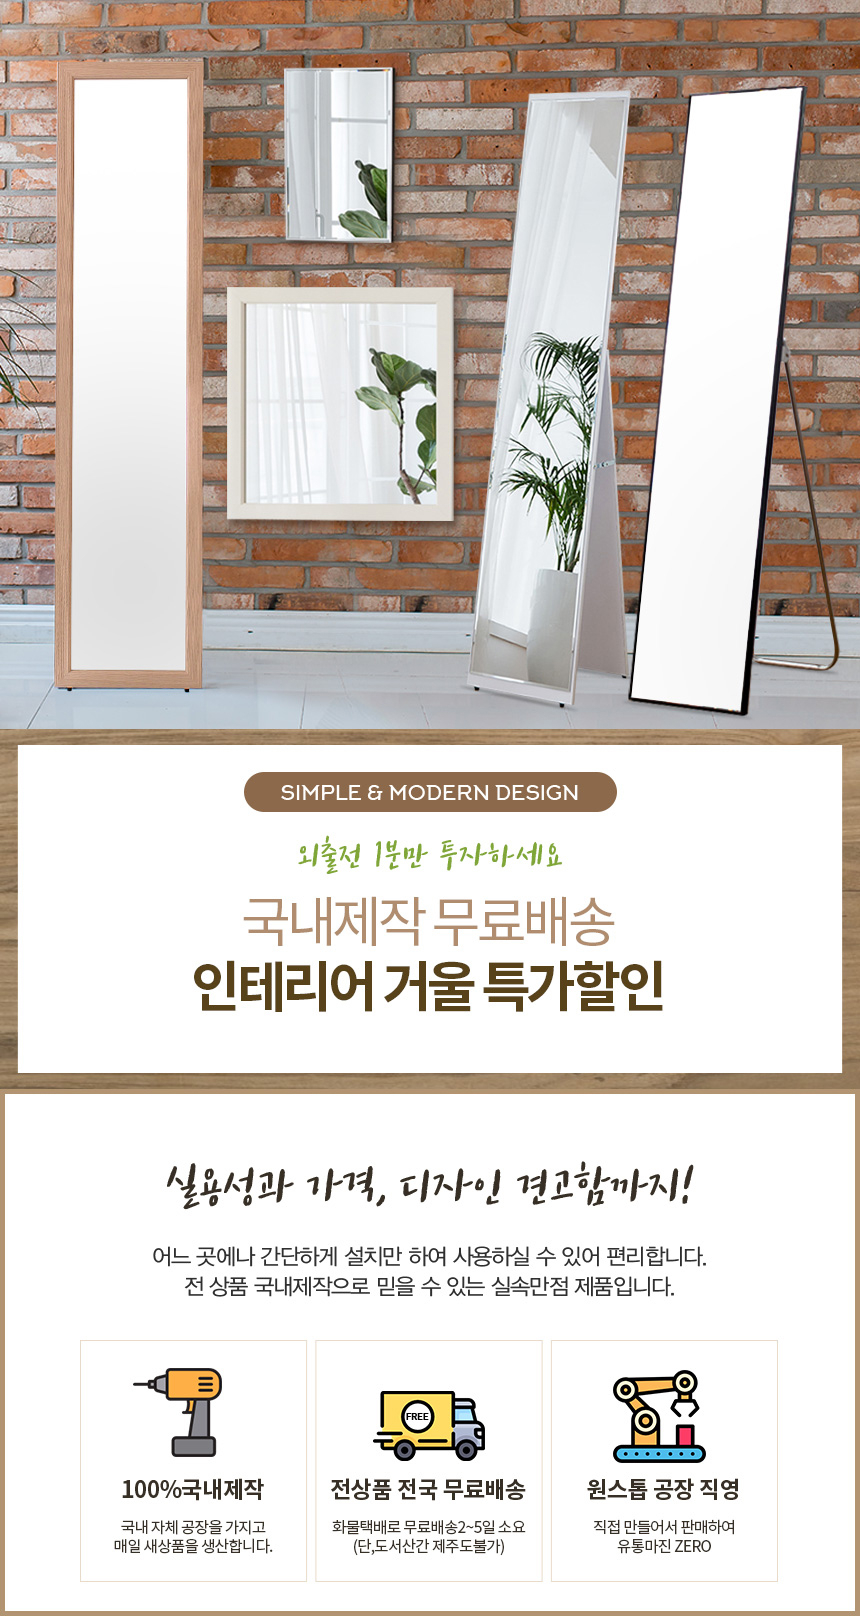 SIMPLE & MODERN DESIGN
외출전 1분만 투자하세요
국내제작 무료배송
인테리어 거울 특가할인
실용성과 가격, 디자인 견고함까지!
어느 곳에나 간단하게 설치만 하여 사용하실 수 있어 편리합니다.
전 상품 국내제작으로 믿을 수 있는 실속만점 제품입니다.
100%국내제작
국내 자체 공장을 가지고
매일 새상품을 생산합니다.
FREE
전상품 전국 무료배송
화물택배로 무료배송2~5일 소요
(단,도서산간 제주도불가)
원스톱 공장 직영
직접 만들어서 판매하여
유통마진 ZERO